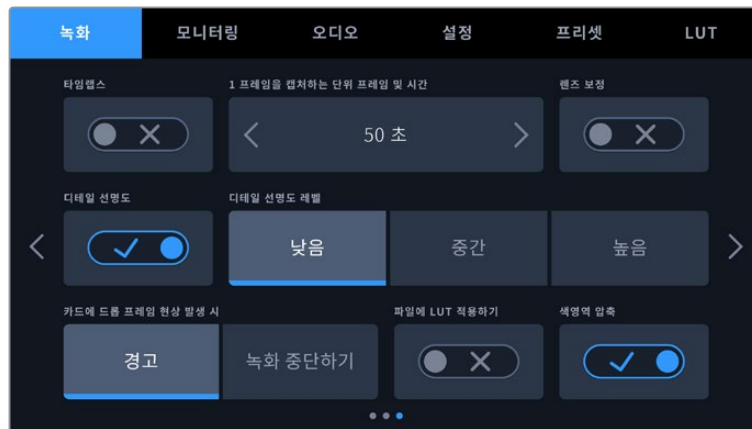 녹화 모니터링 오디오 설정 프리셋 LUT
타임랩스 1 프레임을 캡처하는 단위 프레임 및 시간 렌즈 보정
50 초
디테일 선명도 디테일 선명도 레벨
낮음 중간 높음
카드에 드롭 프레임 현상 발생 시 파일에 LUT 적용하기 색영역 압축
경고 녹화 중단하기